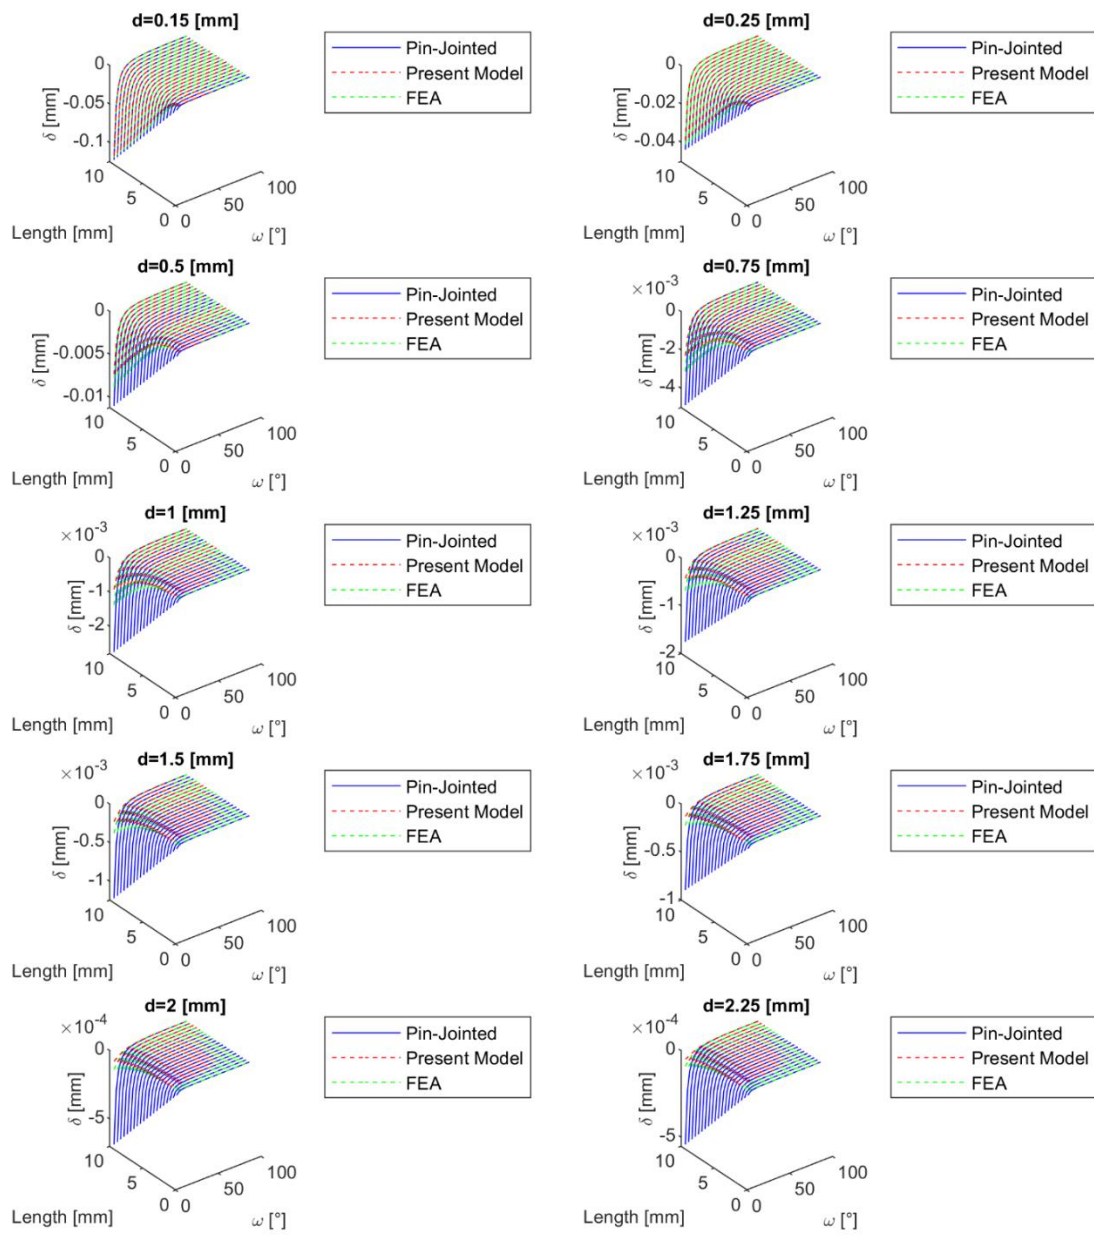 d=0.15 [mm]
0
-0.05
-0.1
δ [mm]
10
5
0
0
50
100
Length [mm]
ω [°]
Pin-Jointed
Present Model
FEA
d=0.25 [mm]
0
-0.02
-0.04
δ [mm]
10
5
0
0
50
100
Length [mm]
ω [°]
Pin-Jointed
Present Model
FEA
d=0.5 [mm]
0
-0.005
-0.01
δ [mm]
10
5
0
0
50
100
Length [mm]
ω [°]
Pin-Jointed
Present Model
FEA
d=0.75 [mm]
×10⁻³
0
-2
-4
δ [mm]
10
5
0
0
50
100
Length [mm]
ω [°]
Pin-Jointed
Present Model
FEA
d=1 [mm]
×10⁻³
0
-1
-2
δ [mm]
10
5
0
0
50
100
Length [mm]
ω [°]
Pin-Jointed
Present Model
FEA
d=1.25 [mm]
×10⁻³
0
-1
-2
δ [mm]
10
5
0
0
50
100
Length [mm]
ω [°]
Pin-Jointed
Present Model
FEA
d=1.5 [mm]
×10⁻³
0
-0.5
-1
δ [mm]
10
5
0
0
50
100
Length [mm]
ω [°]
Pin-Jointed
Present Model
FEA
d=1.75 [mm]
×10⁻³
0
-0.5
-1
δ [mm]
10
5
0
0
50
100
Length [mm]
ω [°]
Pin-Jointed
Present Model
FEA
d=2 [mm]
×10⁻⁴
0
-5
δ [mm]
10
5
0
0
50
100
Length [mm]
ω [°]
Pin-Jointed
Present Model
FEA
d=2.25 [mm]
×10⁻⁴
0
-5
δ [mm]
10
5
0
0
50
100
Length [mm]
ω [°]
Pin-Jointed
Present Model
FEA